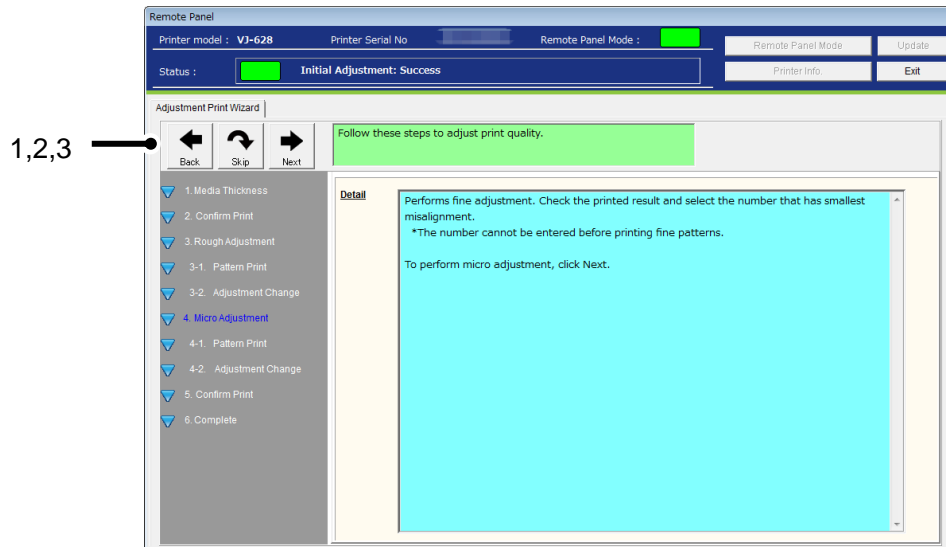 Remote Panel
Printer model : VJ-628 Printer Serial No Remote Panel Mode :
Remote Panel Mode Update
Status : Initial Adjustment: Success
Printer Info. Exit
Adjustment Print Wizard
1,2,3
Back Skip Next
Follow these steps to adjust print quality.
1. Media Thickness
2. Confirm Print
3. Rough Adjustment
3-1. Pattern Print
3-2. Adjustment Change
4. Micro Adjustment
4-1. Pattern Print
4-2. Adjustment Change
5. Confirm Print
6. Complete
Detail
Performs fine adjustment. Check the printed result and select the number that has smallest
misalignment.
*The number cannot be entered before printing fine patterns.
To perform micro adjustment, click Next.